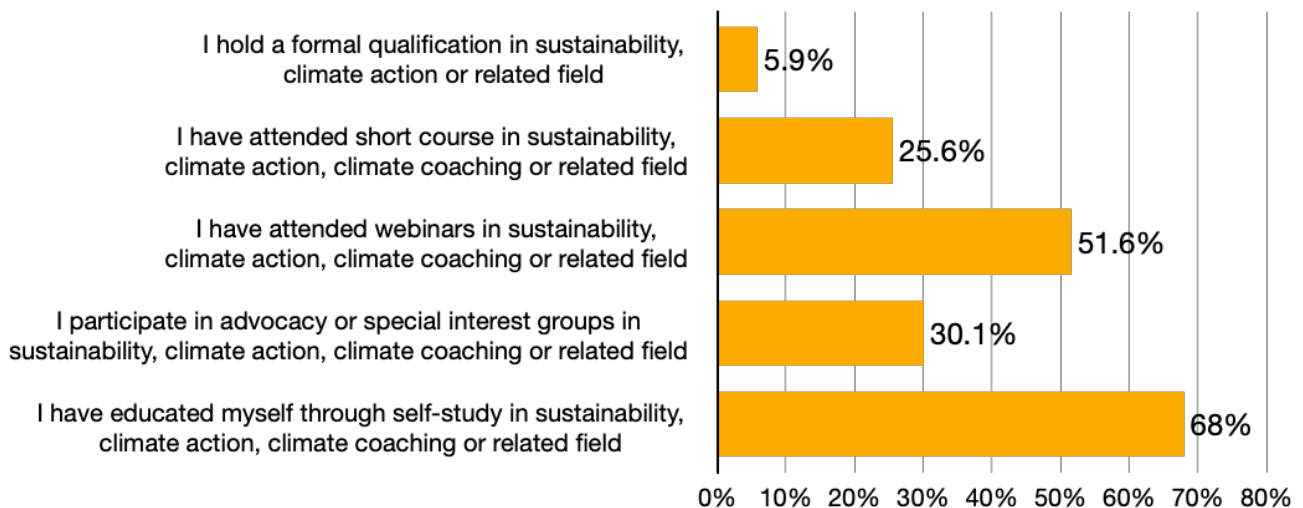 I hold a formal qualification in sustainability,
climate action or related field
5.9%
I have attended short course in sustainability,
climate action, climate coaching or related field
25.6%
I have attended webinars in sustainability,
climate action, climate coaching or related field
51.6%
I participate in advocacy or special interest groups in
sustainability, climate action, climate coaching or related field
30.1%
I have educated myself through self-study in sustainability,
climate action, climate coaching or related field
68%
0% 10% 20% 30% 40% 50% 60% 70% 80%